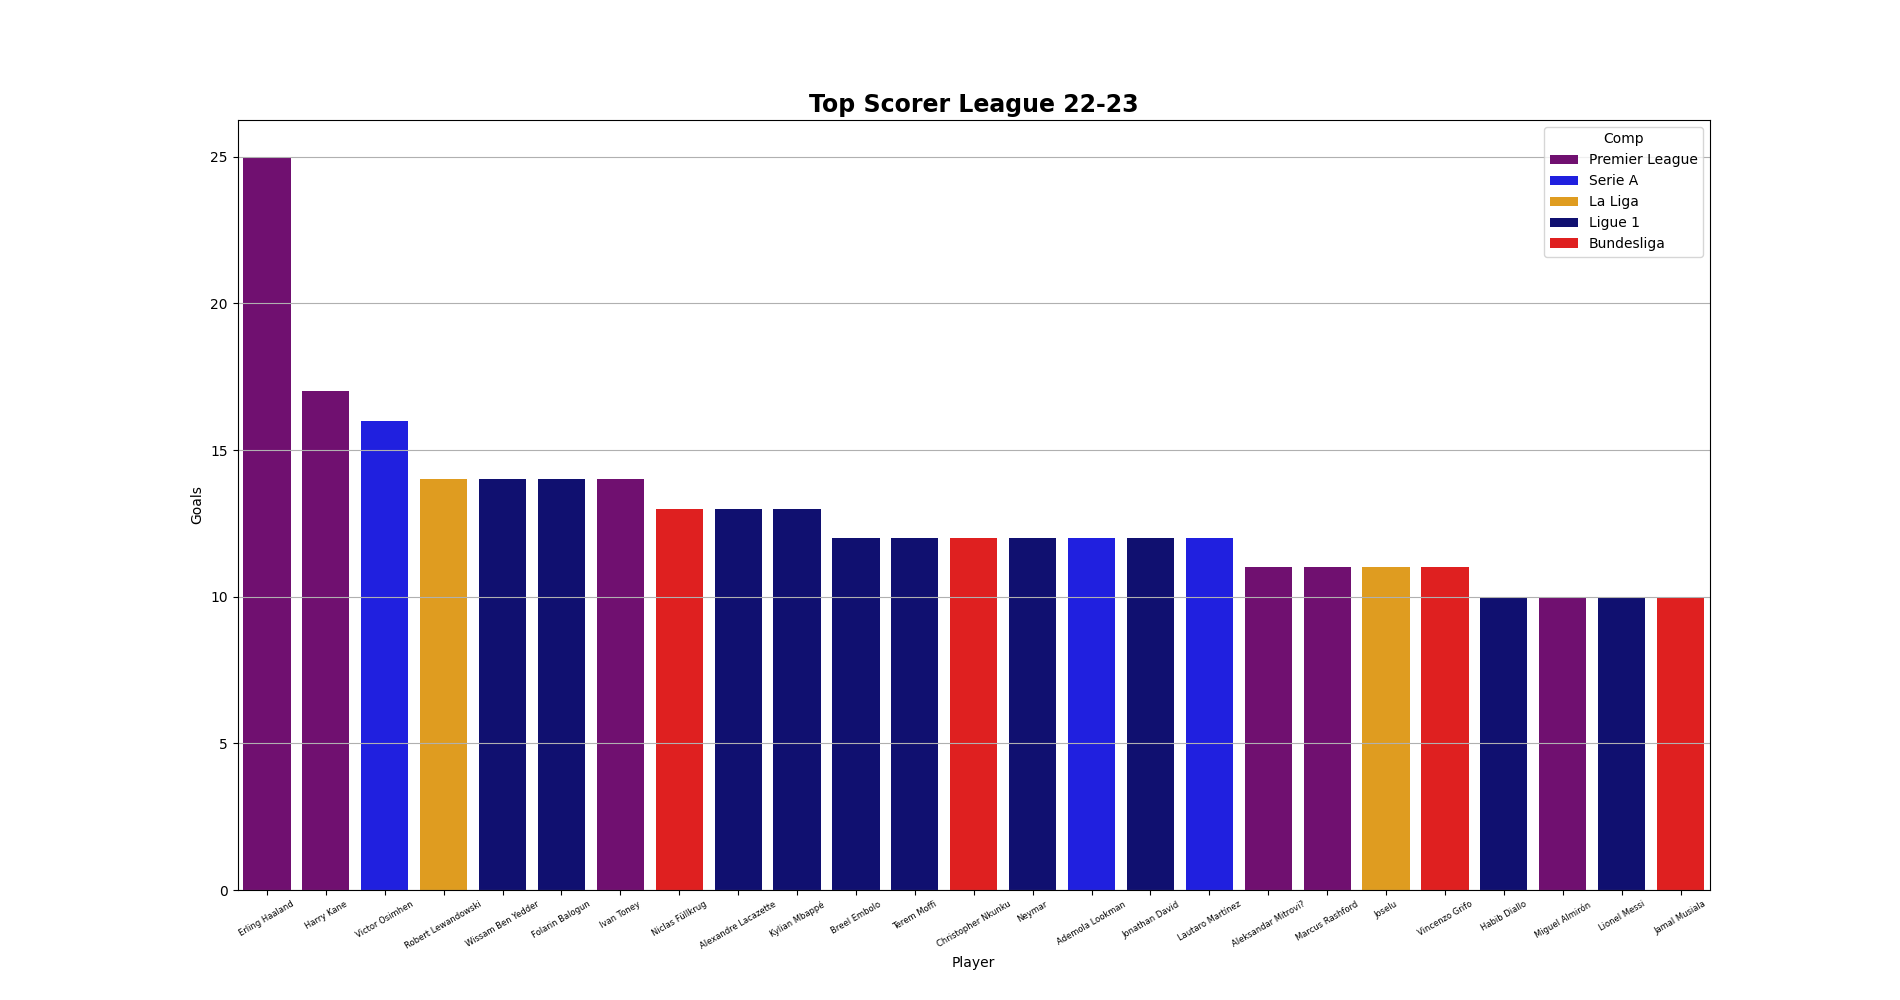 Top Scorer League 22-23
Comp
Premier League
Serie A
La Liga
Ligue 1
Bundesliga
25
20
15
10
5
0
Goals
Erling Haaland
Harry Kane
Victor Osimhen
Robert Lewandowski
Wissam Ben Yedder
Folarin Balogun
Ivan Toney
Niclas Füllkrug
Alexandre Lacazette
Kylian Mbappé
Breel Embolo
Terem Moffi
Christopher Nkunku
Neymar
Ademola Lookman
Jonathan David
Lautaro Martínez
Aleksandar Mitrovi?
Marcus Rashford
Joselu
Vincenzo Grifo
Habib Diallo
Miguel Almirón
Lionel Messi
Jamal Musiala
Player